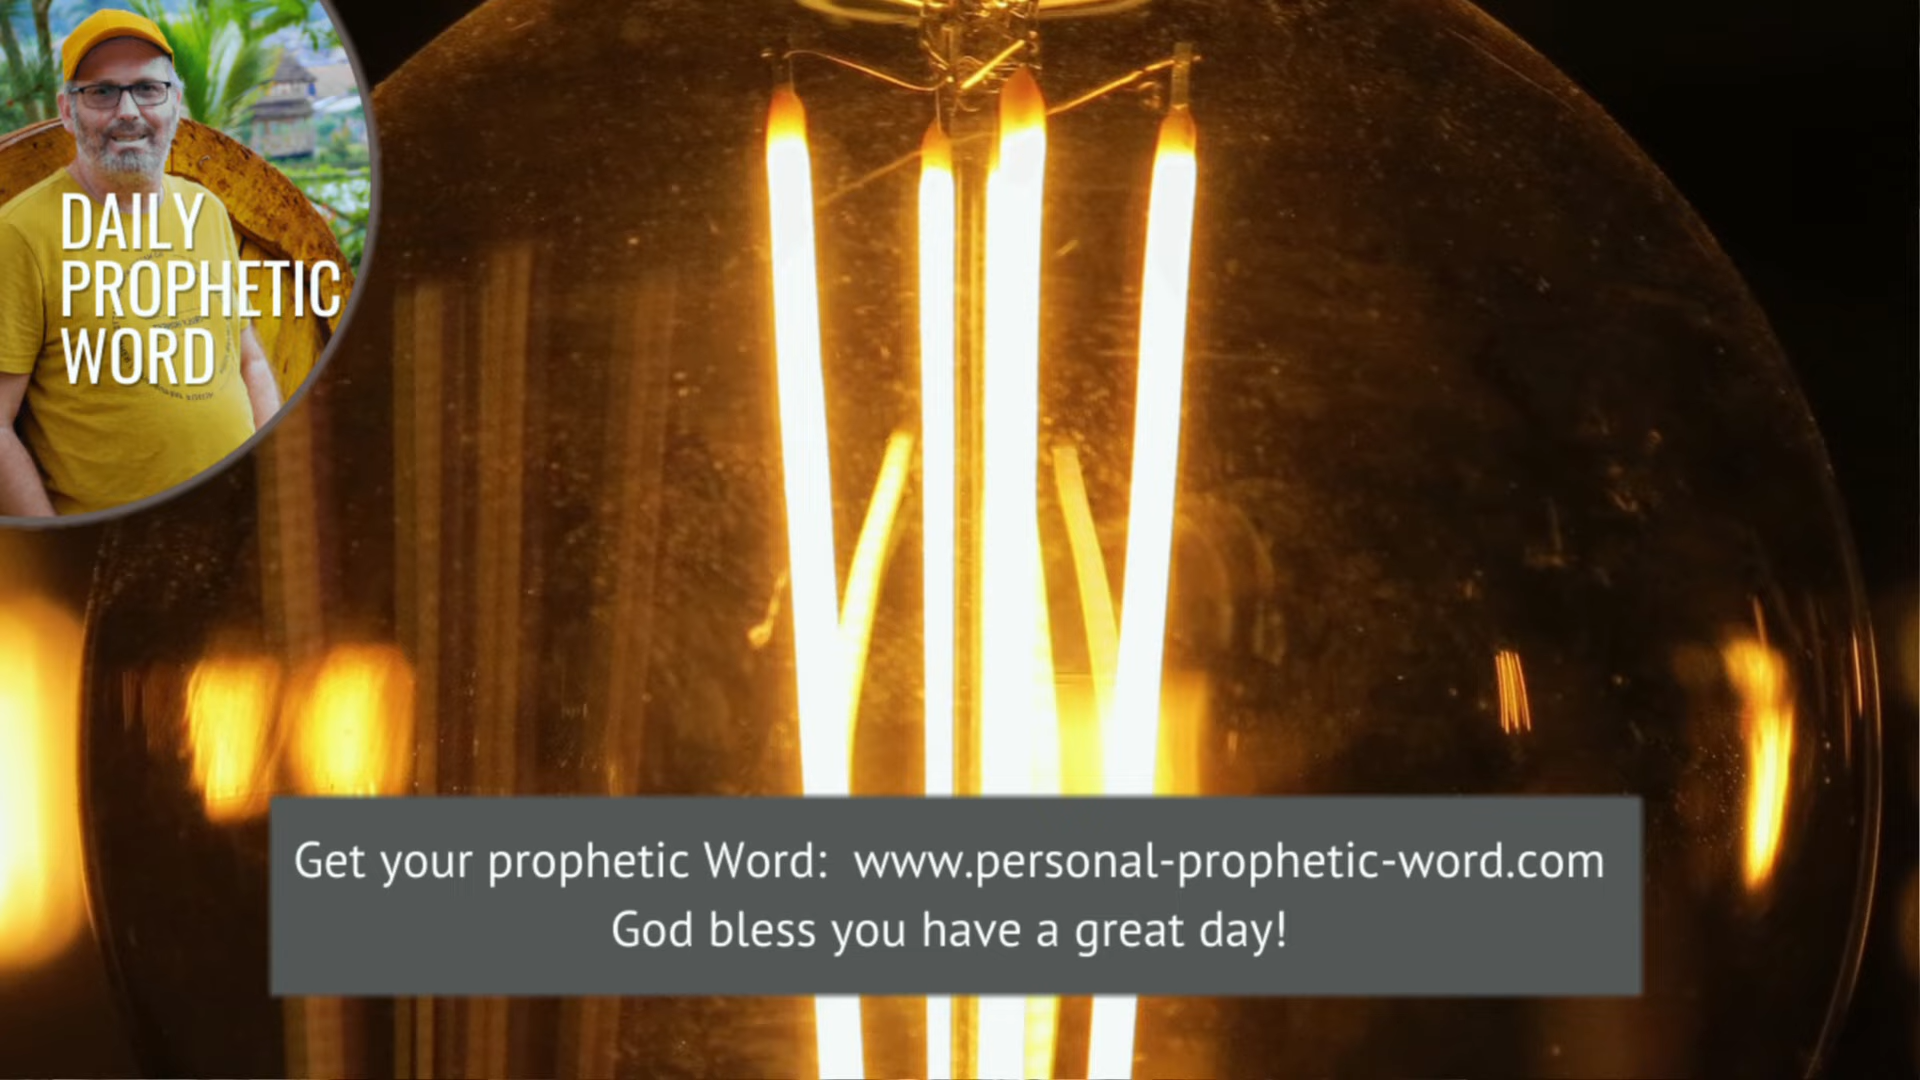 DAILY
PROPHETIC
WORD
Get your prophetic Word:  www.personal-prophetic-word.com
God bless you have a great day!